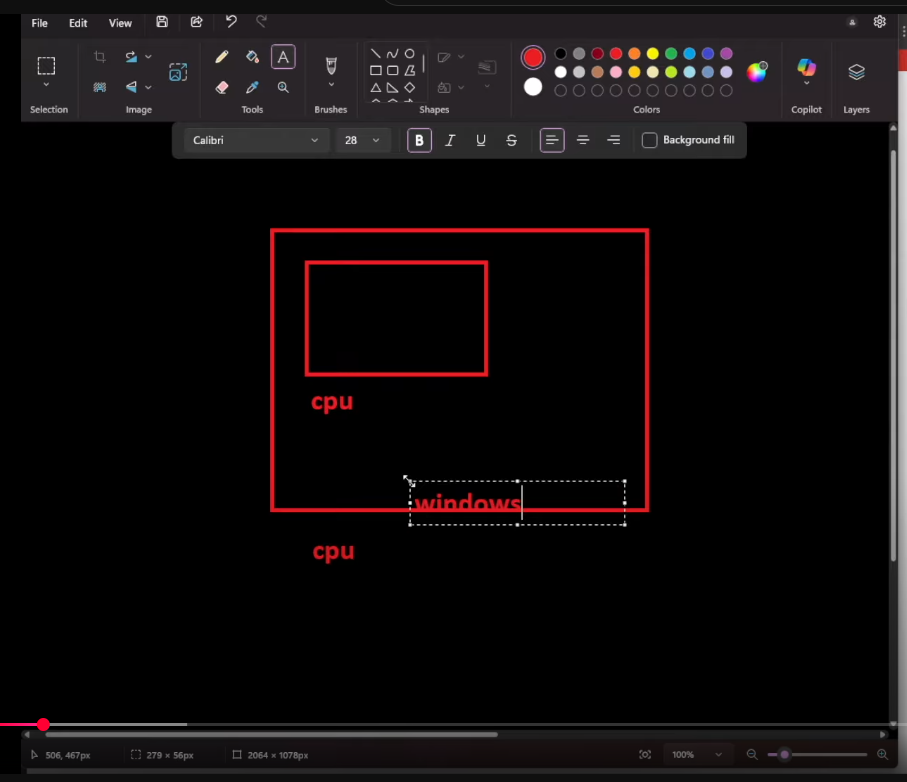 File Edit View
Selection Image Tools Brushes Shapes Colors Copilot Layers
Calibri 28 B I U S Background fill
cpu
windows
cpu
506, 467px 279 × 56px 2064 × 1078px 100%